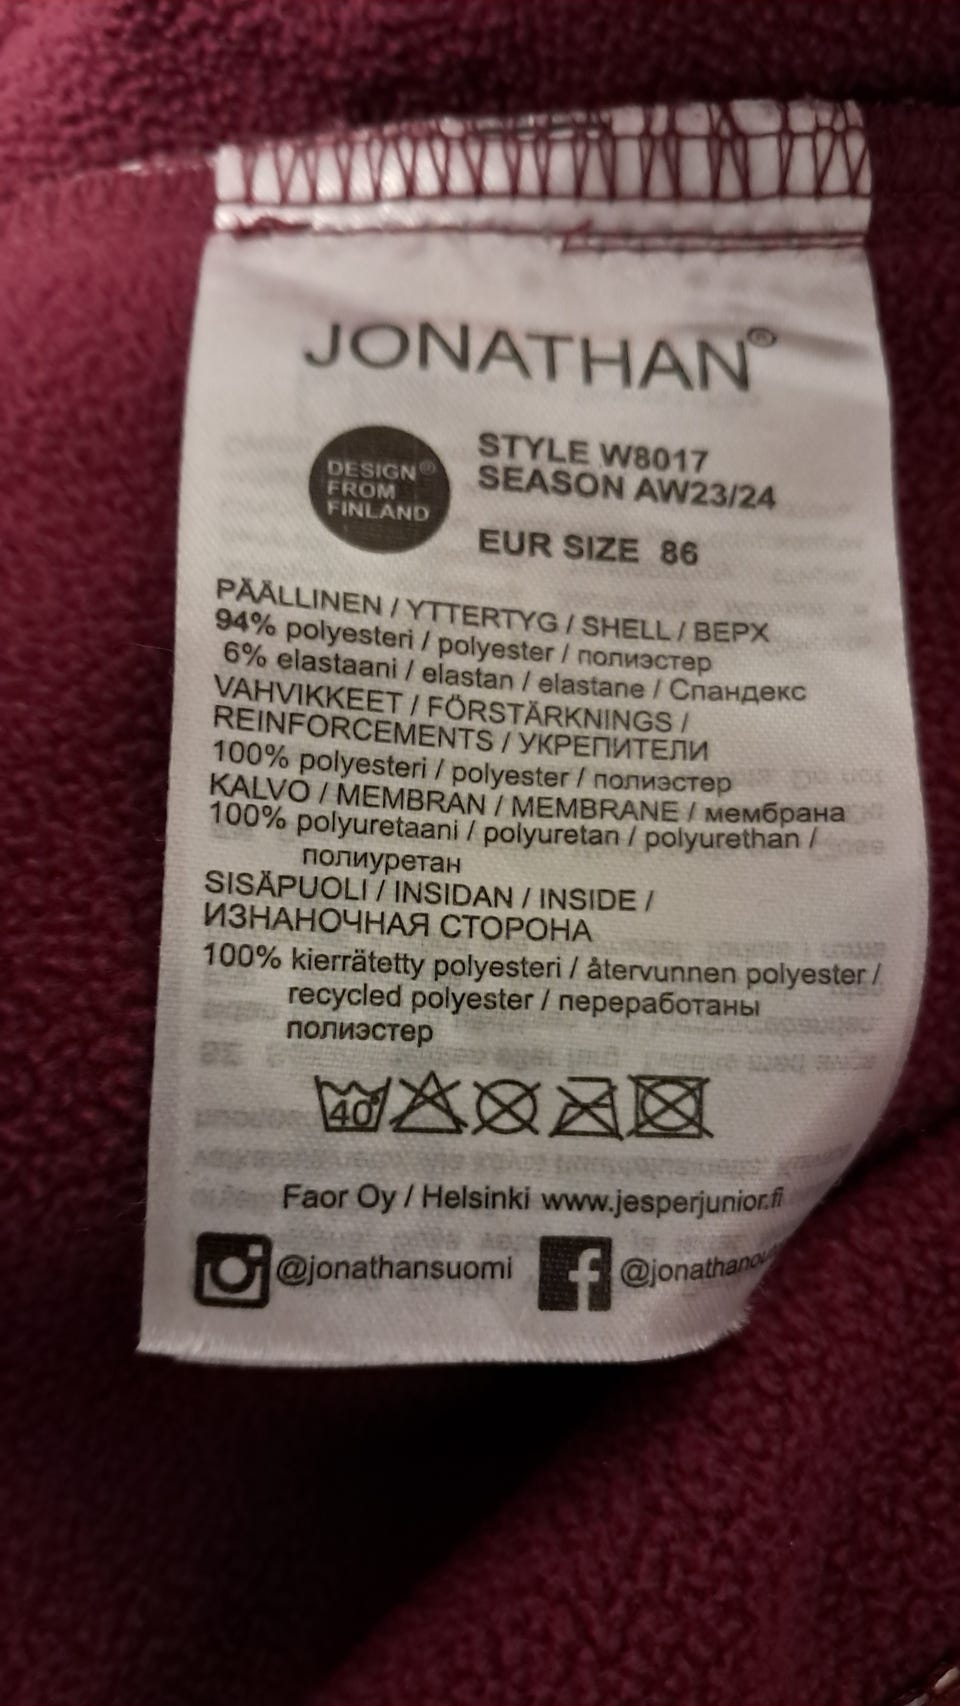 JONATHAN®
DESIGN®
FROM
FINLAND
STYLE W8017
SEASON AW23/24
EUR SIZE 86
PÄÄLLINEN / YTTERTYG / SHELL / ВЕРХ
94% polyesteri / polyester / полиэстер
6% elastaani / elastan / elastane / Спандекс
VAHVIKKEET / FÖRSTÄRKNINGS /
REINFORCEMENTS / УКРЕПИТЕЛИ
100% polyesteri / polyester / полиэстер
KALVO / MEMBRAN / MEMBRANE / мембрана
100% polyuretaani / polyuretan / polyurethan /
полиуретан
SISÄPUOLI / INSIDAN / INSIDE /
ИЗНАНОЧНАЯ СТОРОНА
100% kierrätetty polyesteri / återvunnen polyester /
recycled polyester / переработаны
полиэстер
40°
Faor Oy / Helsinki www.jesperjunior.fi
@jonathansuomi